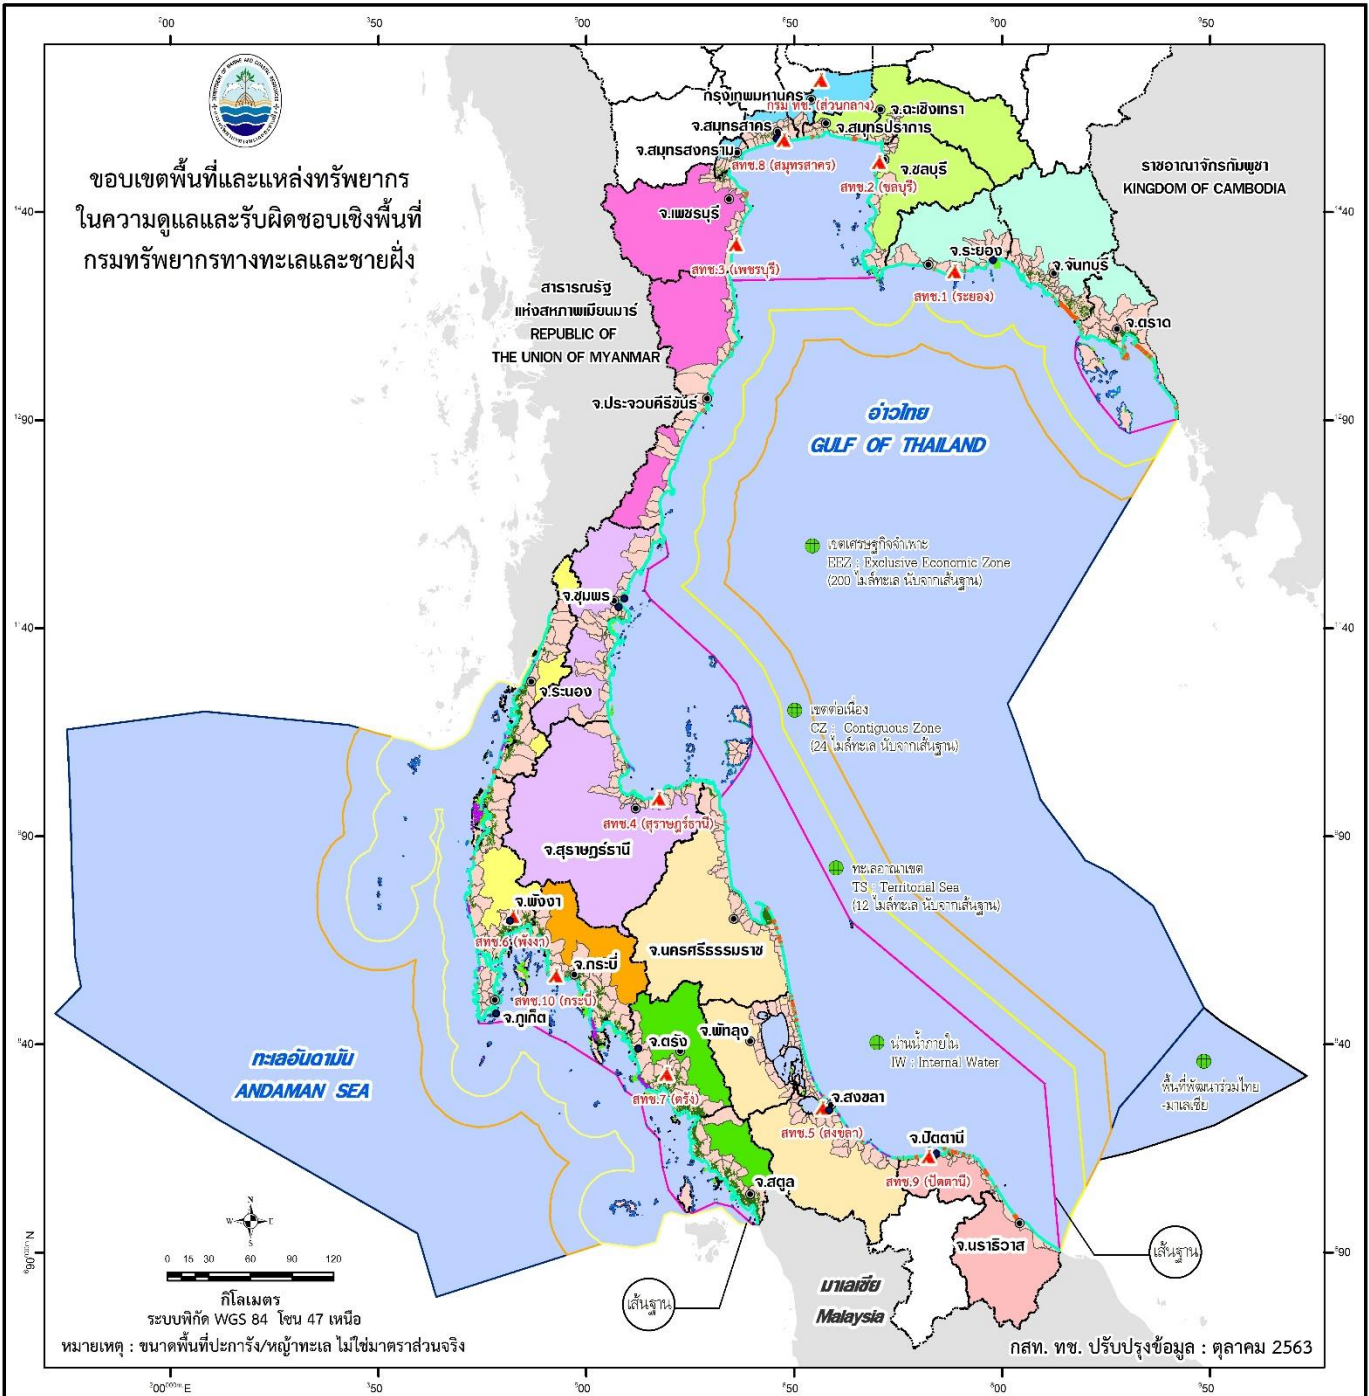 ²00
³50
⁵00
⁶50
⁸00
⁹50
DEPARTMENT OF MARINE AND COASTAL RESOURCES
ขอบเขตพื้นที่และแหล่งทรัพยากร
ในความดูแลและรับผิดชอบเชิงพื้นที่
กรมทรัพยากรทางทะเลและชายฝั่ง
กรุงเทพมหานคร
กรม ทช. (ส่วนกลาง)
จ.ฉะเชิงเทรา
จ.สมุทรสาคร
จ.สมุทรปราการ
จ.สมุทรสงคราม
สทช.8 (สมุทรสาคร)
จ.ชลบุรี
สทช.2 (ชลบุรี)
ราชอาณาจักรกัมพูชา
KINGDOM OF CAMBODIA
จ.เพชรบุรี
สทช.3 (เพชรบุรี)
จ.ระยอง
จ.จันทบุรี
สทช.1 (ระยอง)
จ.ตราด
สาธารณรัฐ
แห่งสหภาพเมียนมาร์
REPUBLIC OF
THE UNION OF MYANMAR
จ.ประจวบคีรีขันธ์
อ่าวไทย
GULF OF THAILAND
เขตเศรษฐกิจจำเพาะ
EEZ : Exclusive Economic Zone
(200 ไมล์ทะเล นับจากเส้นฐาน)
จ.ชุมพร
จ.ระนอง
เขตต่อเนื่อง
CZ : Contiguous Zone
(24 ไมล์ทะเล นับจากเส้นฐาน)
สทช.4 (สุราษฎร์ธานี)
จ.สุราษฎร์ธานี
ทะเลอาณาเขต
TS : Territorial Sea
(12 ไมล์ทะเล นับจากเส้นฐาน)
จ.พังงา
สทช.6 (พังงา)
จ.นครศรีธรรมราช
จ.กระบี่
สทช.10 (กระบี่)
จ.ภูเก็ต
จ.ตรัง
จ.พัทลุง
น่านน้ำภายใน
IW : Internal Water
ทะเลอันดามัน
ANDAMAN SEA
สทช.7 (ตรัง)
พื้นที่พัฒนาร่วมไทย
-มาเลเซีย
จ.สงขลา
สทช.5 (สงขลา)
จ.ปัตตานี
สทช.9 (ปัตตานี)
จ.สตูล
จ.นราธิวาส
เส้นฐาน
เส้นฐาน
มาเลเซีย
Malaysia
N
W E
S
0 15 30 60 90 120
กิโลเมตร
ระบบพิกัด WGS 84 โซน 47 เหนือ
หมายเหตุ : ขนาดพื้นที่ปะการัง/หญ้าทะเล ไม่ใช่มาตราส่วนจริง
กสท. ทช. ปรับปรุงข้อมูล : ตุลาคม 2563
¹⁴40
¹²90
¹¹40
⁹90
⁸40
⁶90⁰⁰⁰ N
¹⁴40
¹²90
¹¹40
⁹90
⁸40
⁶90
²00⁰⁰⁰ᵐ E
³50
⁵00
⁶50
⁸00
⁹50